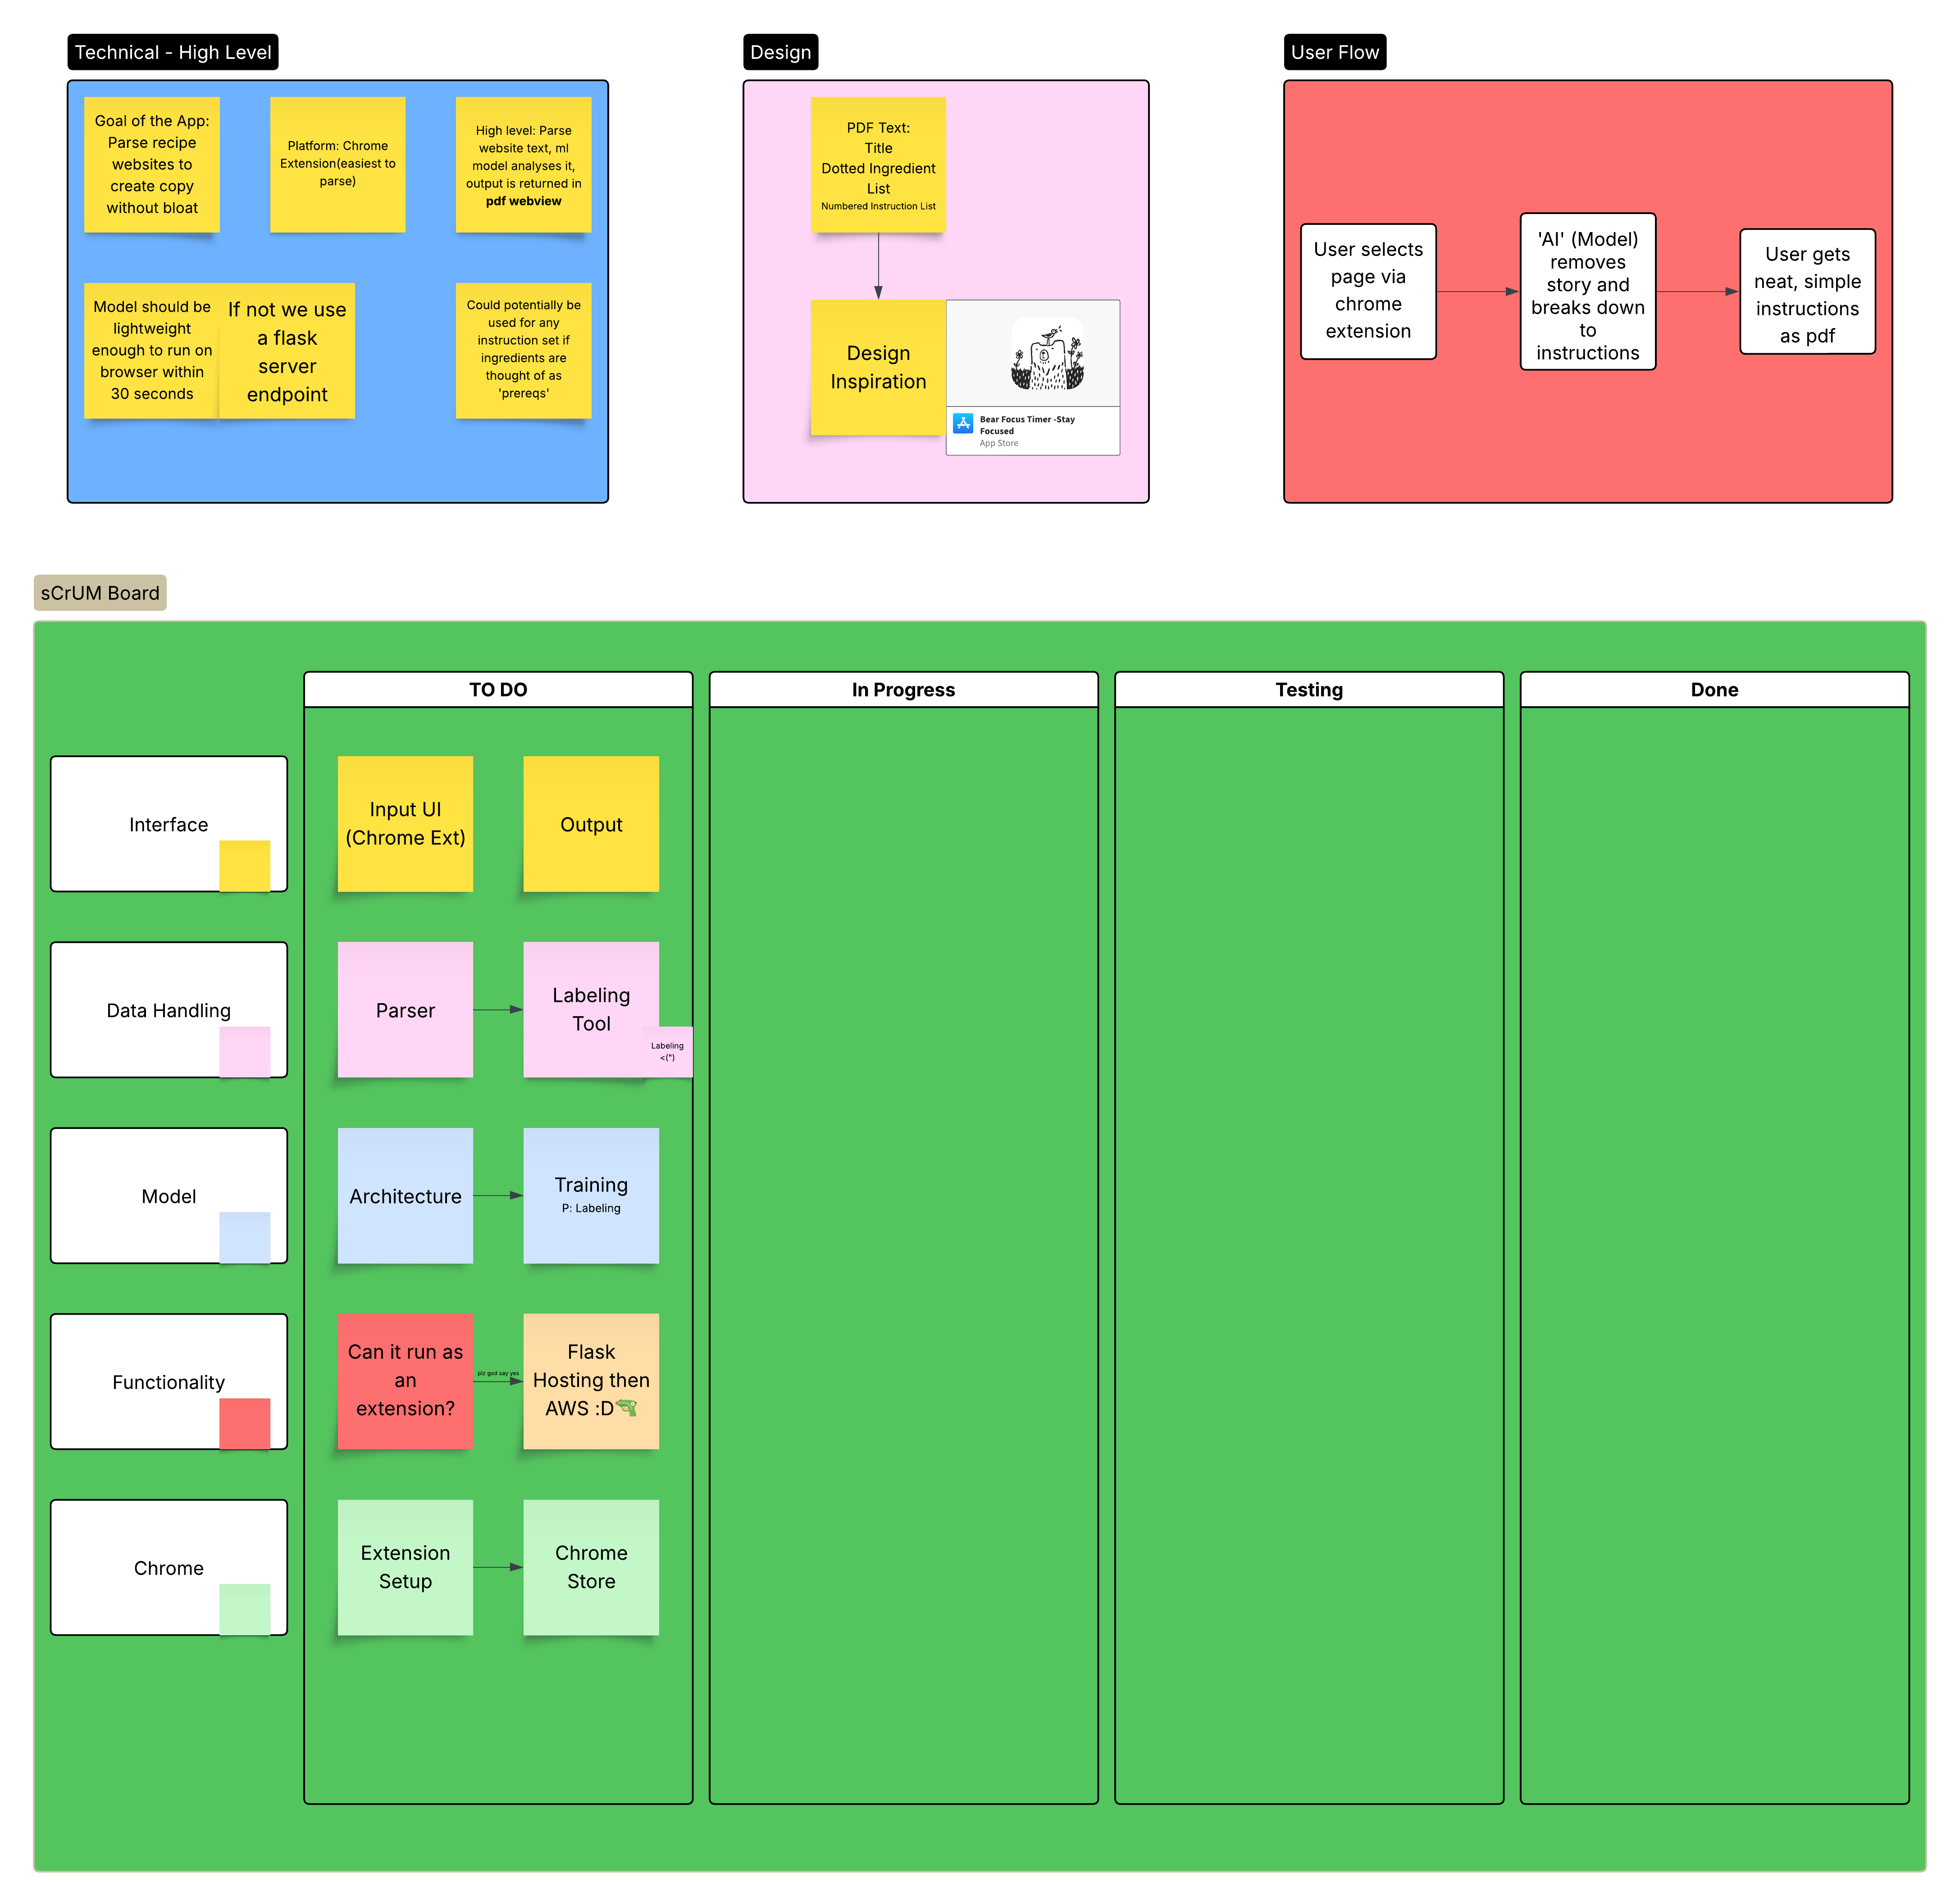 Technical - High Level
Goal of the App:
Parse recipe
websites to
create copy
without bloat
Platform: Chrome
Extension(easiest to
parse)
High level: Parse
website text, ml
model analyses it,
output is returned in
pdf webview
Model should be
lightweight
enough to run on
browser within
30 seconds
If not we use
a flask
server
endpoint
Could potentially be
used for any
instruction set if
ingredients are
thought of as
'prereqs'
Design
PDF Text:
Title
Dotted Ingredient
List
Numbered Instruction List
Design
Inspiration
Bear Focus Timer -Stay
Focused
App Store
User Flow
User selects
page via
chrome
extension
'AI' (Model)
removes
story and
breaks down
to
instructions
User gets
neat, simple
instructions
as pdf
sCrUM Board
TO DO
In Progress
Testing
Done
Interface
Input UI
(Chrome Ext)
Output
Data Handling
Parser
Labeling
Tool
Labeling
<(")
Model
Architecture
Training
P: Labeling
Functionality
Can it run as
an
extension?
plz god say yes
Flask
Hosting then
AWS :D🔫
Chrome
Extension
Setup
Chrome
Store